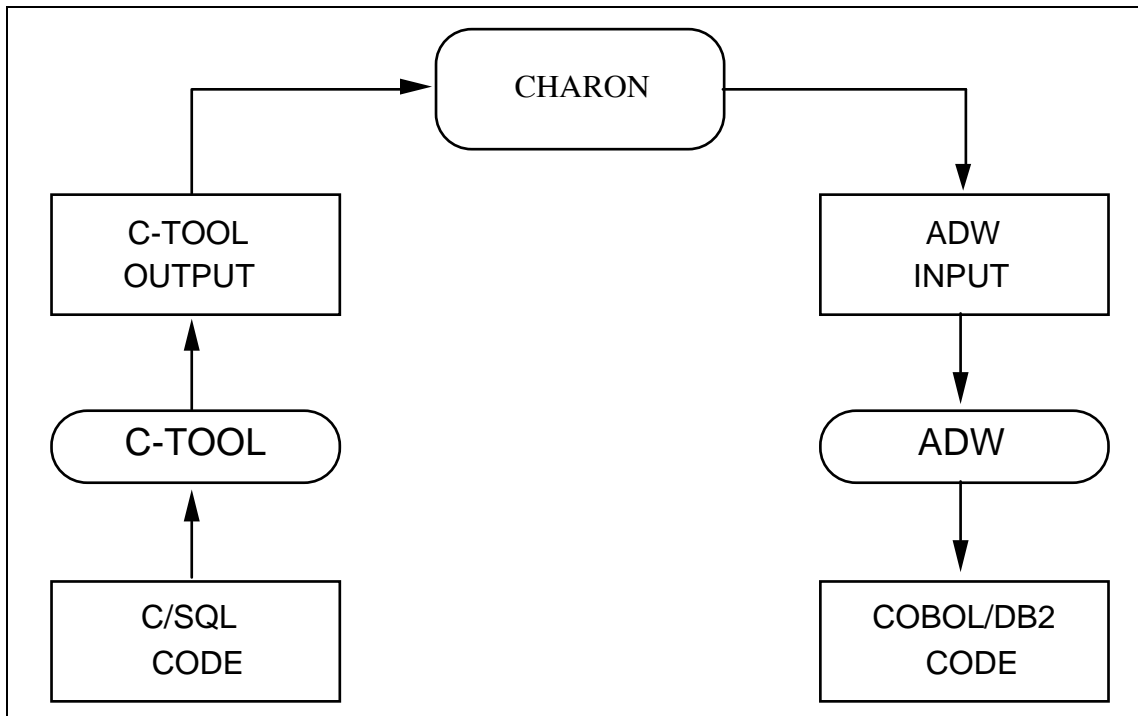 CHARON
C-TOOL
OUTPUT
ADW
INPUT
C-TOOL
ADW
C/SQL
CODE
COBOL/DB2
CODE